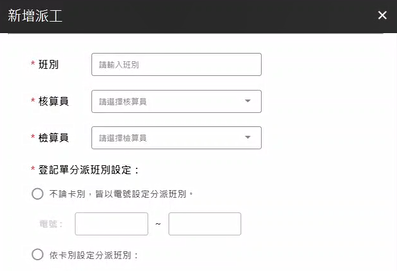 新增派工
* 班別 請輸入班別
* 核算員 請選擇核算員
* 檢算員 請選擇檢算員
* 登記單分派班別設定：
不論卡別，皆以電號設定分派班別。
電號： ~
依卡別設定分派班別：